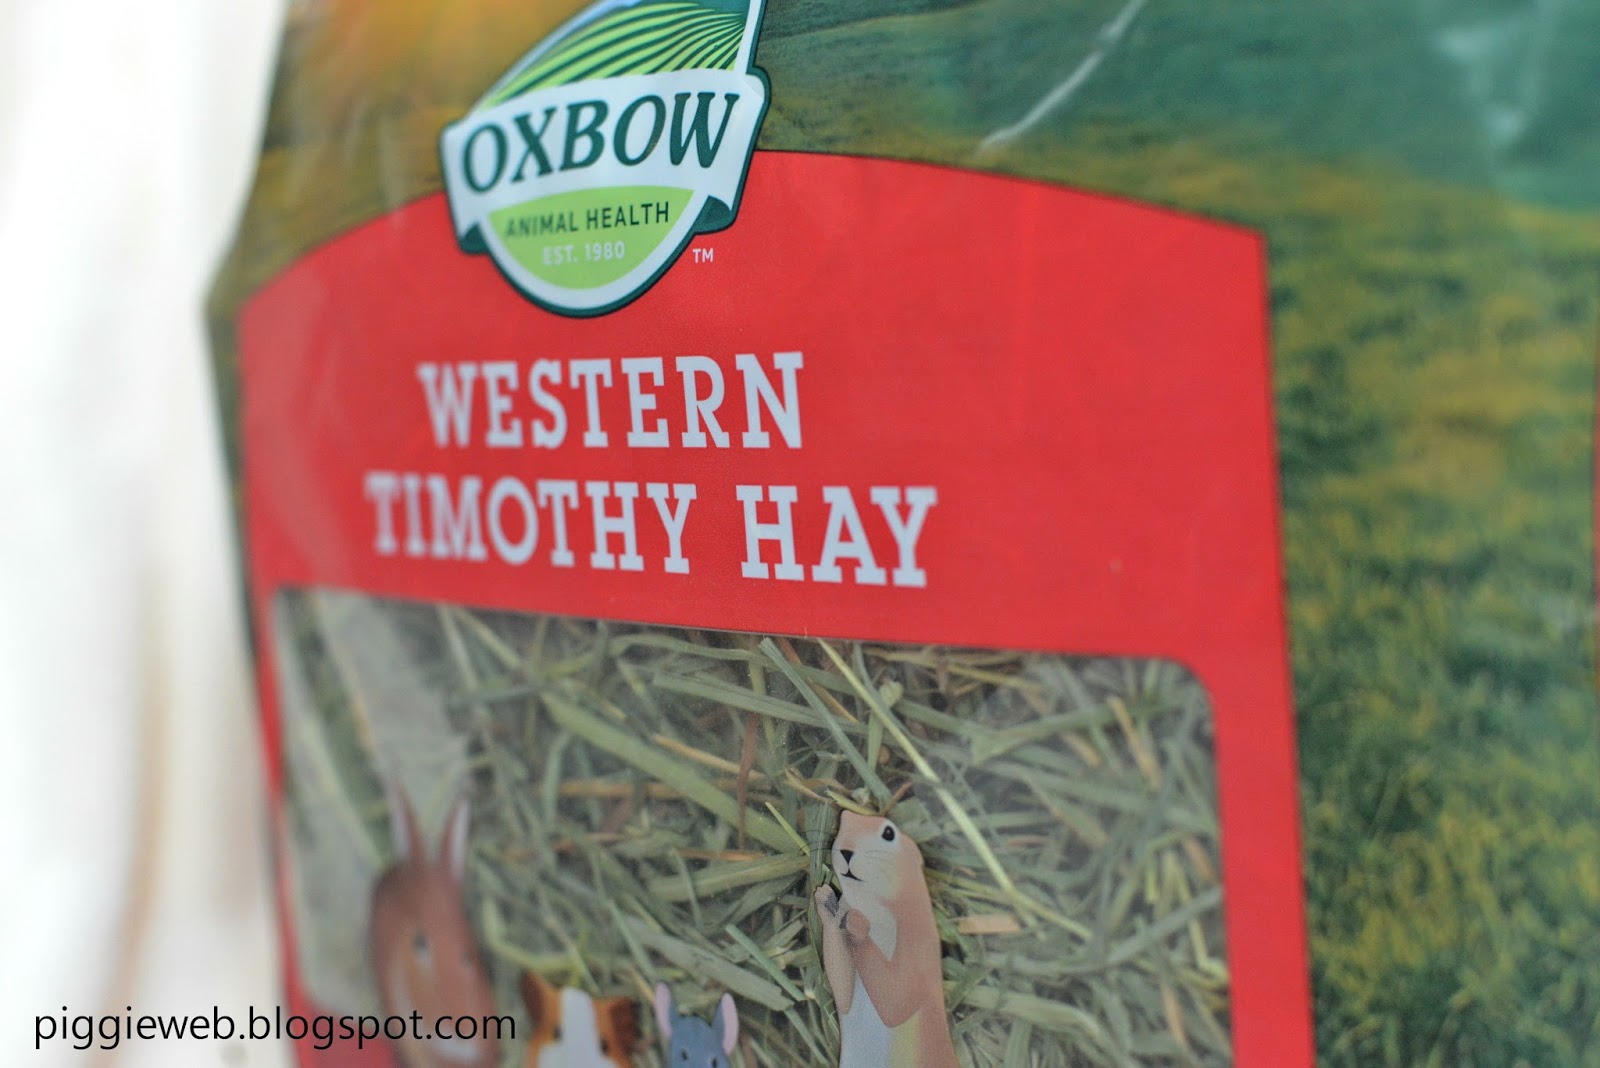 OXBOW
ANIMAL HEALTH
EST. 1980
TM
WESTERN
TIMOTHY HAY
piggieweb.blogspot.com